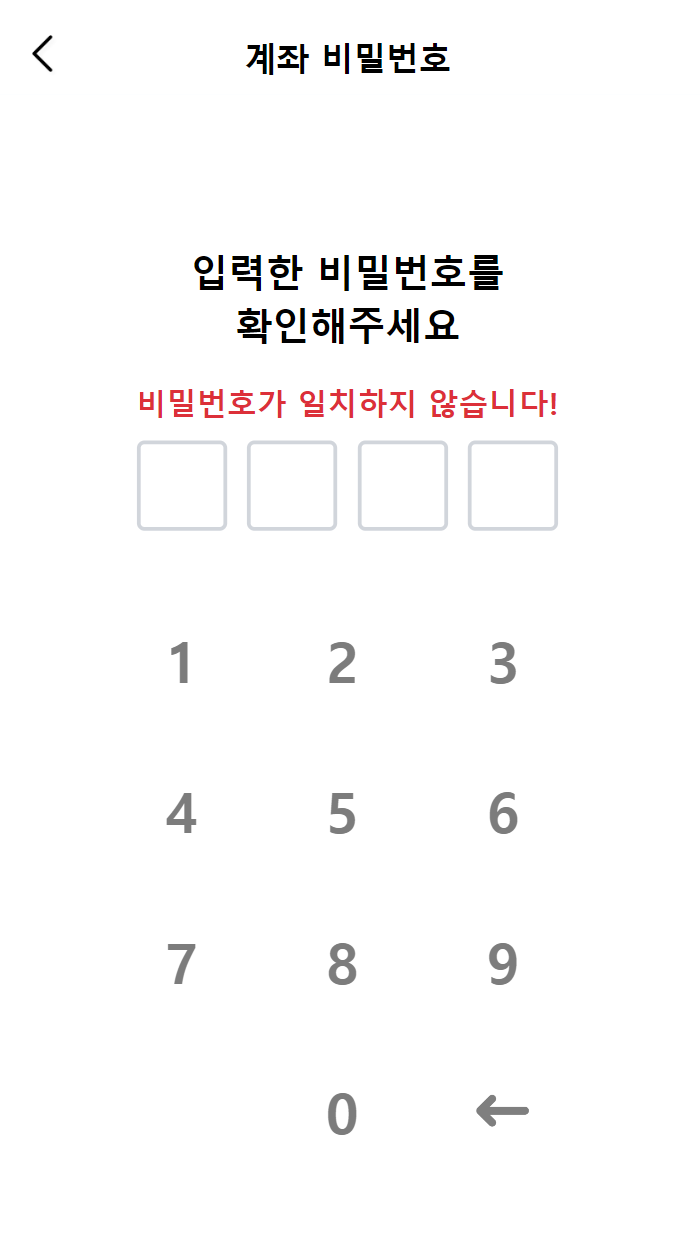 계좌 비밀번호
입력한 비밀번호를
확인해주세요
비밀번호가 일치하지 않습니다!
1 2 3
4 5 6
7 8 9
0 ←